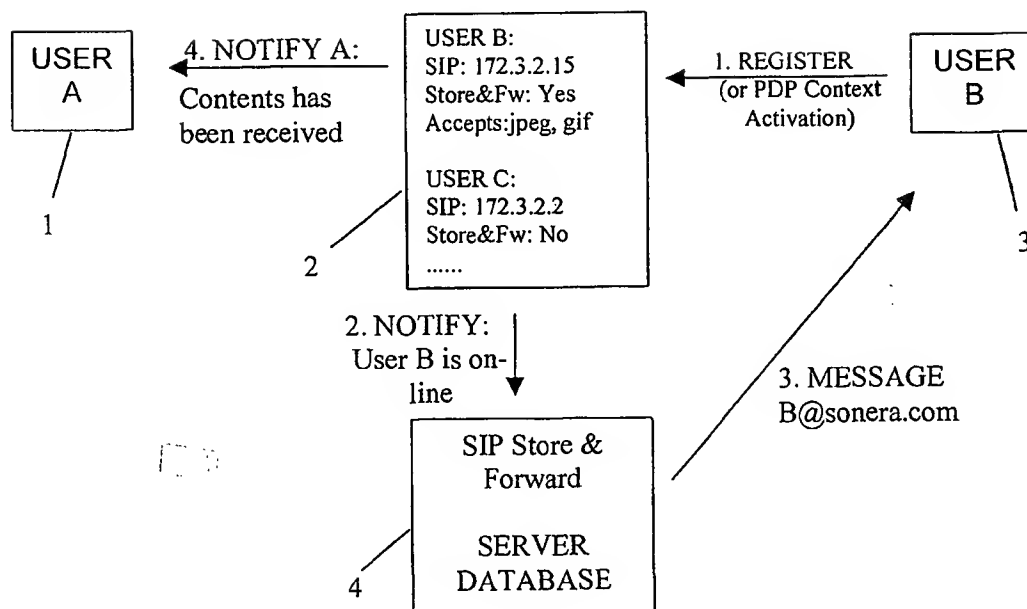 USER
A
1
4. NOTIFY A:
Contents has
been received
USER B:
SIP: 172.3.2.15
Store&Fw: Yes
Accepts:jpeg, gif
USER C:
SIP: 172.3.2.2
Store&Fw: No
......
2
1. REGISTER
(or PDP Context
Activation)
USER
B
3
2. NOTIFY:
User B is on-
line
3. MESSAGE
B@sonera.com
SIP Store &
Forward
SERVER
DATABASE
4